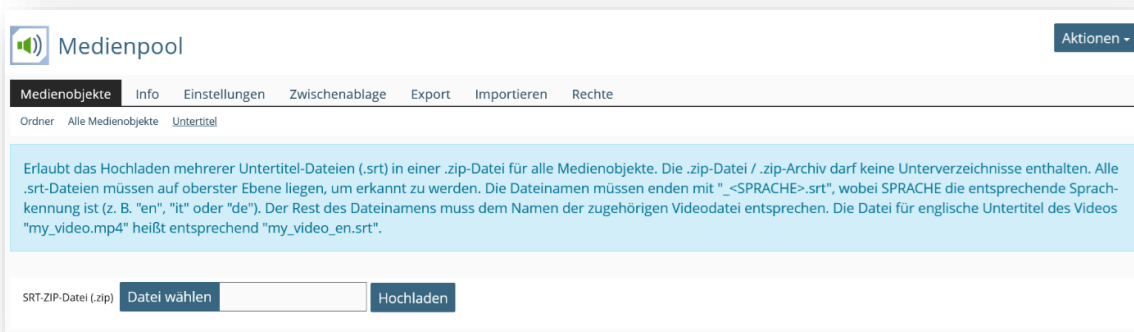 Medienpool
Aktionen
Medienobjekte Info Einstellungen Zwischenablage Export Importieren Rechte
Ordner Alle Medienobjekte Untertitel
Erlaubt das Hochladen mehrerer Untertitel-Dateien (.srt) in einer .zip-Datei für alle Medienobjekte. Die .zip-Datei / .zip-Archiv darf keine Unterverzeichnisse enthalten. Alle
.srt-Dateien müssen auf oberster Ebene liegen, um erkannt zu werden. Die Dateinamen müssen enden mit "_<SPRACHE>.srt", wobei SPRACHE die entsprechende Sprach-
kennung ist (z. B. "en", "it" oder "de"). Der Rest des Dateinamens muss dem Namen der zugehörigen Videodatei entsprechen. Die Datei für englische Untertitel des Videos
"my_video.mp4" heißt entsprechend "my_video_en.srt".
SRT-ZIP-Datei (.zip) Datei wählen Hochladen